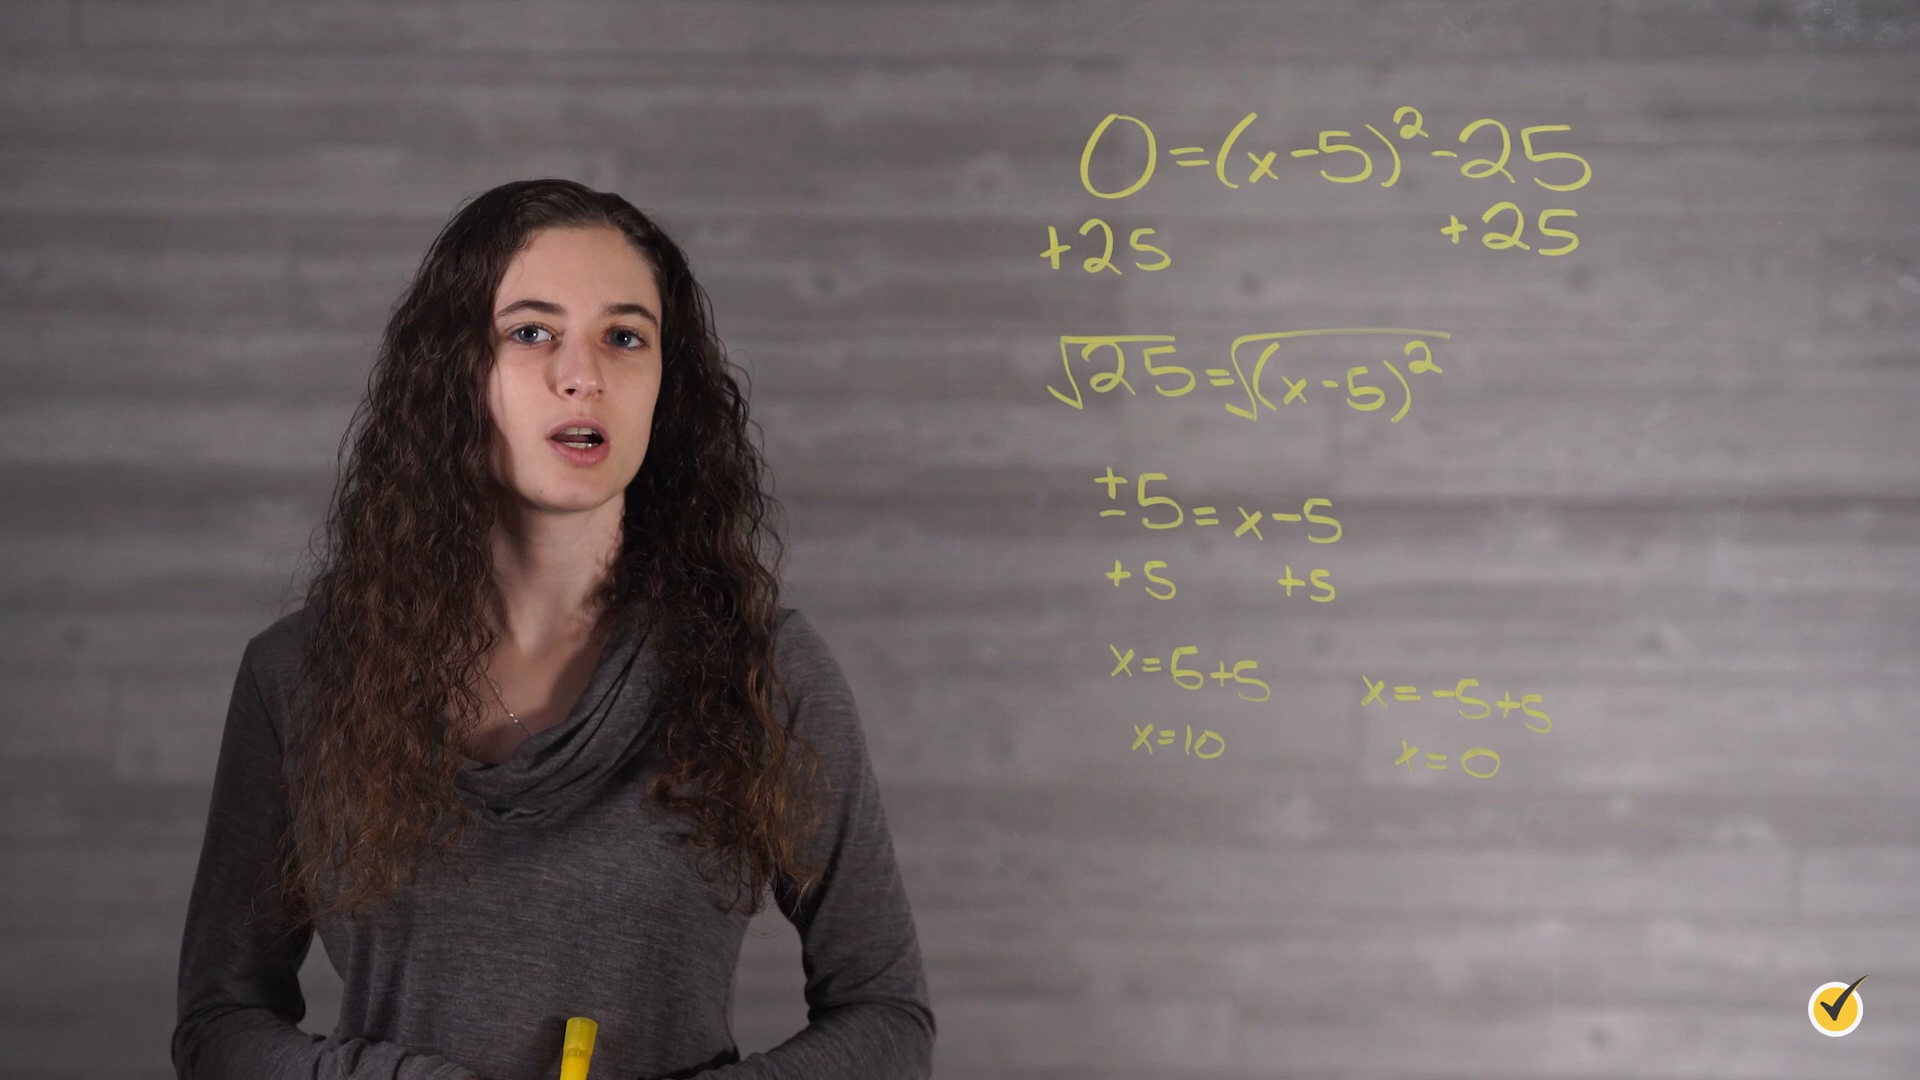 0=(x-5)²-25
+25 +25
√25=√(x-5)²
±5=x-5
+5 +5
x=5+5 x=-5+5
x=10 x=0